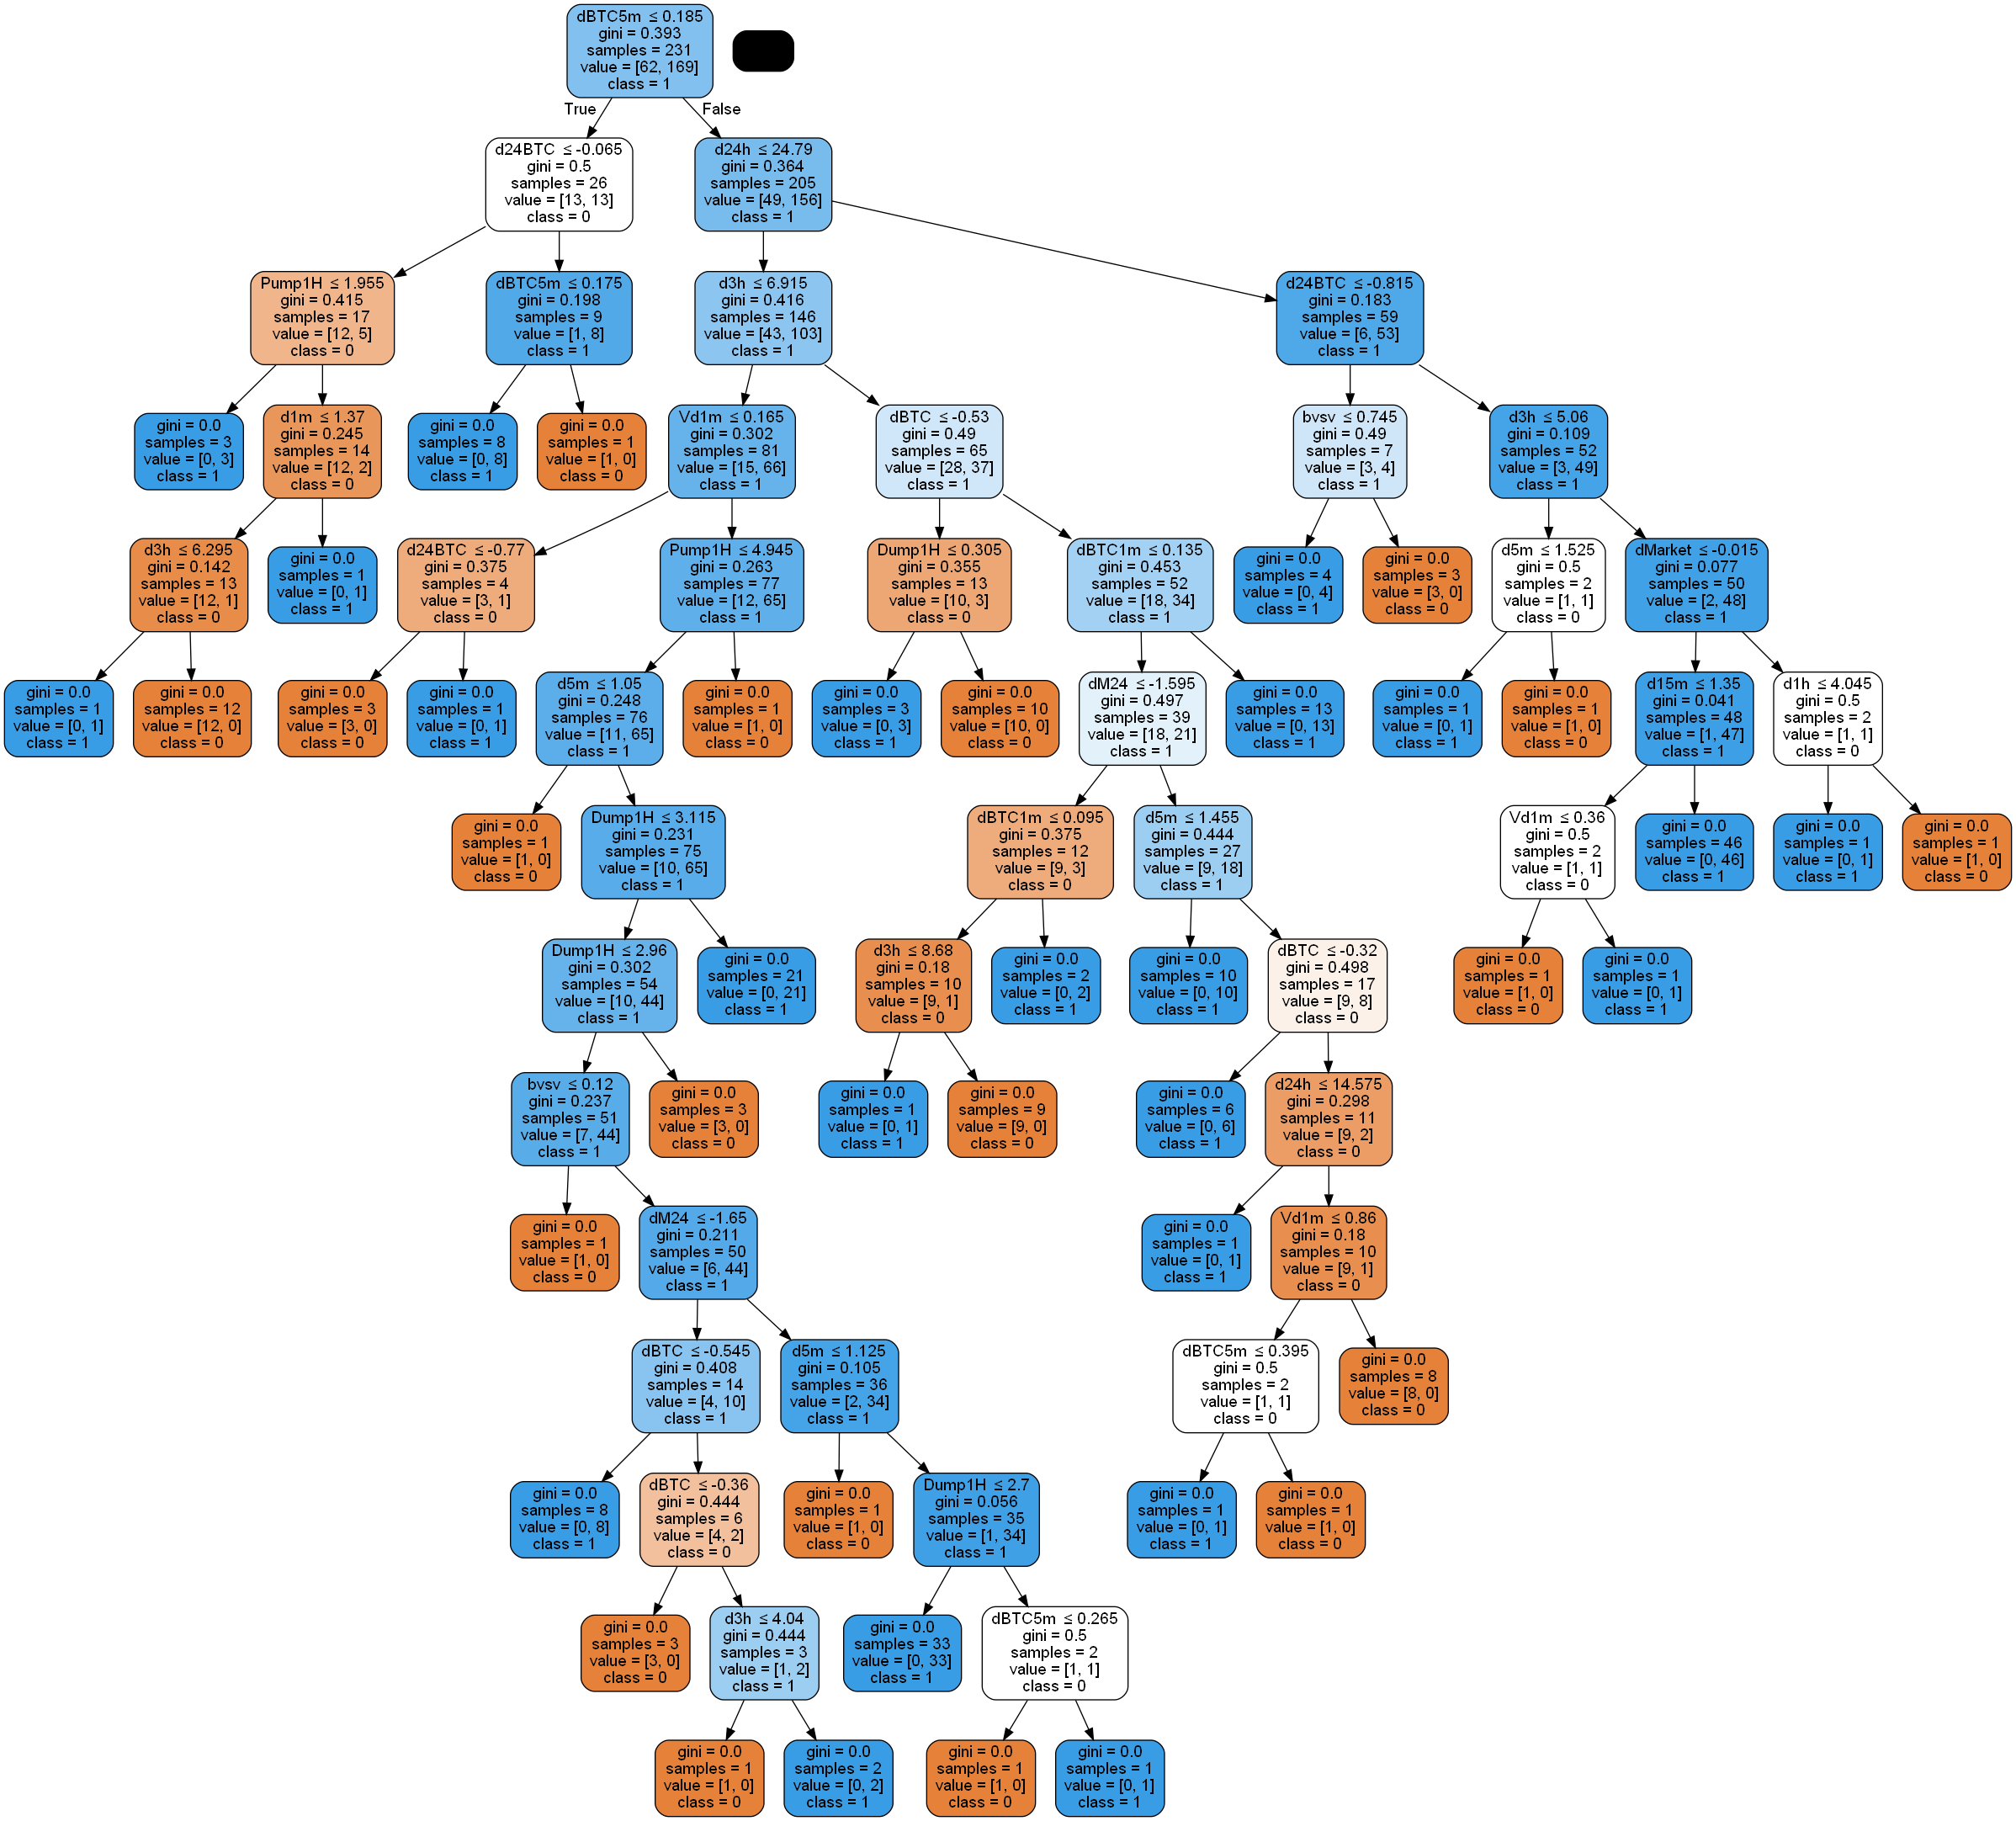 dBTC5m ≤ 0.185
gini = 0.393
samples = 231
value = [62, 169]
class = 1
True
False
d24BTC ≤ -0.065
gini = 0.5
samples = 26
value = [13, 13]
class = 0
d24h ≤ 24.79
gini = 0.364
samples = 205
value = [49, 156]
class = 1
Pump1H ≤ 1.955
gini = 0.415
samples = 17
value = [12, 5]
class = 0
dBTC5m ≤ 0.175
gini = 0.198
samples = 9
value = [1, 8]
class = 1
d3h ≤ 6.915
gini = 0.416
samples = 146
value = [43, 103]
class = 1
d24BTC ≤ -0.815
gini = 0.183
samples = 59
value = [6, 53]
class = 1
gini = 0.0
samples = 3
value = [0, 3]
class = 1
d1m ≤ 1.37
gini = 0.245
samples = 14
value = [12, 2]
class = 0
gini = 0.0
samples = 8
value = [0, 8]
class = 1
gini = 0.0
samples = 1
value = [1, 0]
class = 0
Vd1m ≤ 0.165
gini = 0.302
samples = 81
value = [15, 66]
class = 1
dBTC ≤ -0.53
gini = 0.49
samples = 65
value = [28, 37]
class = 1
bvsv ≤ 0.745
gini = 0.49
samples = 7
value = [3, 4]
class = 1
d3h ≤ 5.06
gini = 0.109
samples = 52
value = [3, 49]
class = 1
d3h ≤ 6.295
gini = 0.142
samples = 13
value = [12, 1]
class = 0
gini = 0.0
samples = 1
value = [0, 1]
class = 1
d24BTC ≤ -0.77
gini = 0.375
samples = 4
value = [3, 1]
class = 0
Pump1H ≤ 4.945
gini = 0.263
samples = 77
value = [12, 65]
class = 1
Dump1H ≤ 0.305
gini = 0.355
samples = 13
value = [10, 3]
class = 0
dBTC1m ≤ 0.135
gini = 0.453
samples = 52
value = [18, 34]
class = 1
gini = 0.0
samples = 4
value = [0, 4]
class = 1
gini = 0.0
samples = 3
value = [3, 0]
class = 0
d5m ≤ 1.525
gini = 0.5
samples = 2
value = [1, 1]
class = 0
dMarket ≤ -0.015
gini = 0.077
samples = 50
value = [2, 48]
class = 1
gini = 0.0
samples = 1
value = [0, 1]
class = 1
gini = 0.0
samples = 12
value = [12, 0]
class = 0
gini = 0.0
samples = 3
value = [3, 0]
class = 0
gini = 0.0
samples = 1
value = [0, 1]
class = 1
d5m ≤ 1.05
gini = 0.248
samples = 76
value = [11, 65]
class = 1
gini = 0.0
samples = 1
value = [1, 0]
class = 0
gini = 0.0
samples = 3
value = [0, 3]
class = 1
gini = 0.0
samples = 10
value = [10, 0]
class = 0
dM24 ≤ -1.595
gini = 0.497
samples = 39
value = [18, 21]
class = 1
gini = 0.0
samples = 13
value = [0, 13]
class = 1
gini = 0.0
samples = 1
value = [0, 1]
class = 1
gini = 0.0
samples = 1
value = [1, 0]
class = 0
d15m ≤ 1.35
gini = 0.041
samples = 48
value = [1, 47]
class = 1
d1h ≤ 4.045
gini = 0.5
samples = 2
value = [1, 1]
class = 0
gini = 0.0
samples = 1
value = [1, 0]
class = 0
Dump1H ≤ 3.115
gini = 0.231
samples = 75
value = [10, 65]
class = 1
dBTC1m ≤ 0.095
gini = 0.375
samples = 12
value = [9, 3]
class = 0
d5m ≤ 1.455
gini = 0.444
samples = 27
value = [9, 18]
class = 1
Vd1m ≤ 0.36
gini = 0.5
samples = 2
value = [1, 1]
class = 0
gini = 0.0
samples = 46
value = [0, 46]
class = 1
gini = 0.0
samples = 1
value = [0, 1]
class = 1
gini = 0.0
samples = 1
value = [1, 0]
class = 0
Dump1H ≤ 2.96
gini = 0.302
samples = 54
value = [10, 44]
class = 1
gini = 0.0
samples = 21
value = [0, 21]
class = 1
d3h ≤ 8.68
gini = 0.18
samples = 10
value = [9, 1]
class = 0
gini = 0.0
samples = 2
value = [0, 2]
class = 1
gini = 0.0
samples = 10
value = [0, 10]
class = 1
dBTC ≤ -0.32
gini = 0.498
samples = 17
value = [9, 8]
class = 0
gini = 0.0
samples = 1
value = [1, 0]
class = 0
gini = 0.0
samples = 1
value = [0, 1]
class = 1
bvsv ≤ 0.12
gini = 0.237
samples = 51
value = [7, 44]
class = 1
gini = 0.0
samples = 3
value = [3, 0]
class = 0
gini = 0.0
samples = 1
value = [0, 1]
class = 1
gini = 0.0
samples = 9
value = [9, 0]
class = 0
gini = 0.0
samples = 6
value = [0, 6]
class = 1
d24h ≤ 14.575
gini = 0.298
samples = 11
value = [9, 2]
class = 0
gini = 0.0
samples = 1
value = [1, 0]
class = 0
dM24 ≤ -1.65
gini = 0.211
samples = 50
value = [6, 44]
class = 1
gini = 0.0
samples = 1
value = [0, 1]
class = 1
Vd1m ≤ 0.86
gini = 0.18
samples = 10
value = [9, 1]
class = 0
dBTC ≤ -0.545
gini = 0.408
samples = 14
value = [4, 10]
class = 1
d5m ≤ 1.125
gini = 0.105
samples = 36
value = [2, 34]
class = 1
dBTC5m ≤ 0.395
gini = 0.5
samples = 2
value = [1, 1]
class = 0
gini = 0.0
samples = 8
value = [8, 0]
class = 0
gini = 0.0
samples = 8
value = [0, 8]
class = 1
dBTC ≤ -0.36
gini = 0.444
samples = 6
value = [4, 2]
class = 0
gini = 0.0
samples = 1
value = [1, 0]
class = 0
Dump1H ≤ 2.7
gini = 0.056
samples = 35
value = [1, 34]
class = 1
gini = 0.0
samples = 1
value = [0, 1]
class = 1
gini = 0.0
samples = 1
value = [1, 0]
class = 0
gini = 0.0
samples = 3
value = [3, 0]
class = 0
d3h ≤ 4.04
gini = 0.444
samples = 3
value = [1, 2]
class = 1
gini = 0.0
samples = 33
value = [0, 33]
class = 1
dBTC5m ≤ 0.265
gini = 0.5
samples = 2
value = [1, 1]
class = 0
gini = 0.0
samples = 1
value = [1, 0]
class = 0
gini = 0.0
samples = 2
value = [0, 2]
class = 1
gini = 0.0
samples = 1
value = [1, 0]
class = 0
gini = 0.0
samples = 1
value = [0, 1]
class = 1